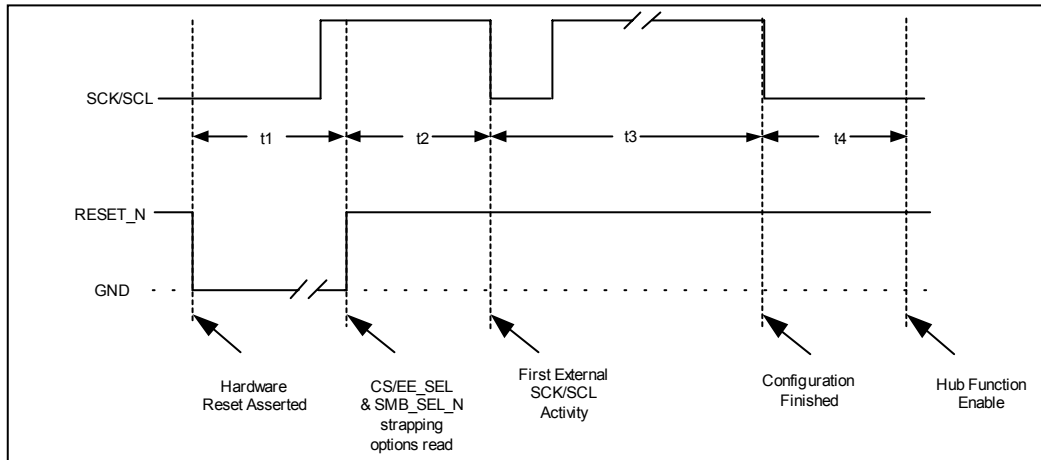 SCK/SCL
t1
t2
t3
t4
RESET_N
GND
Hardware
Reset Asserted
CS/EE_SEL
& SMB_SEL_N
strapping
options read
First External
SCK/SCL
Activity
Configuration
Finished
Hub Function
Enable